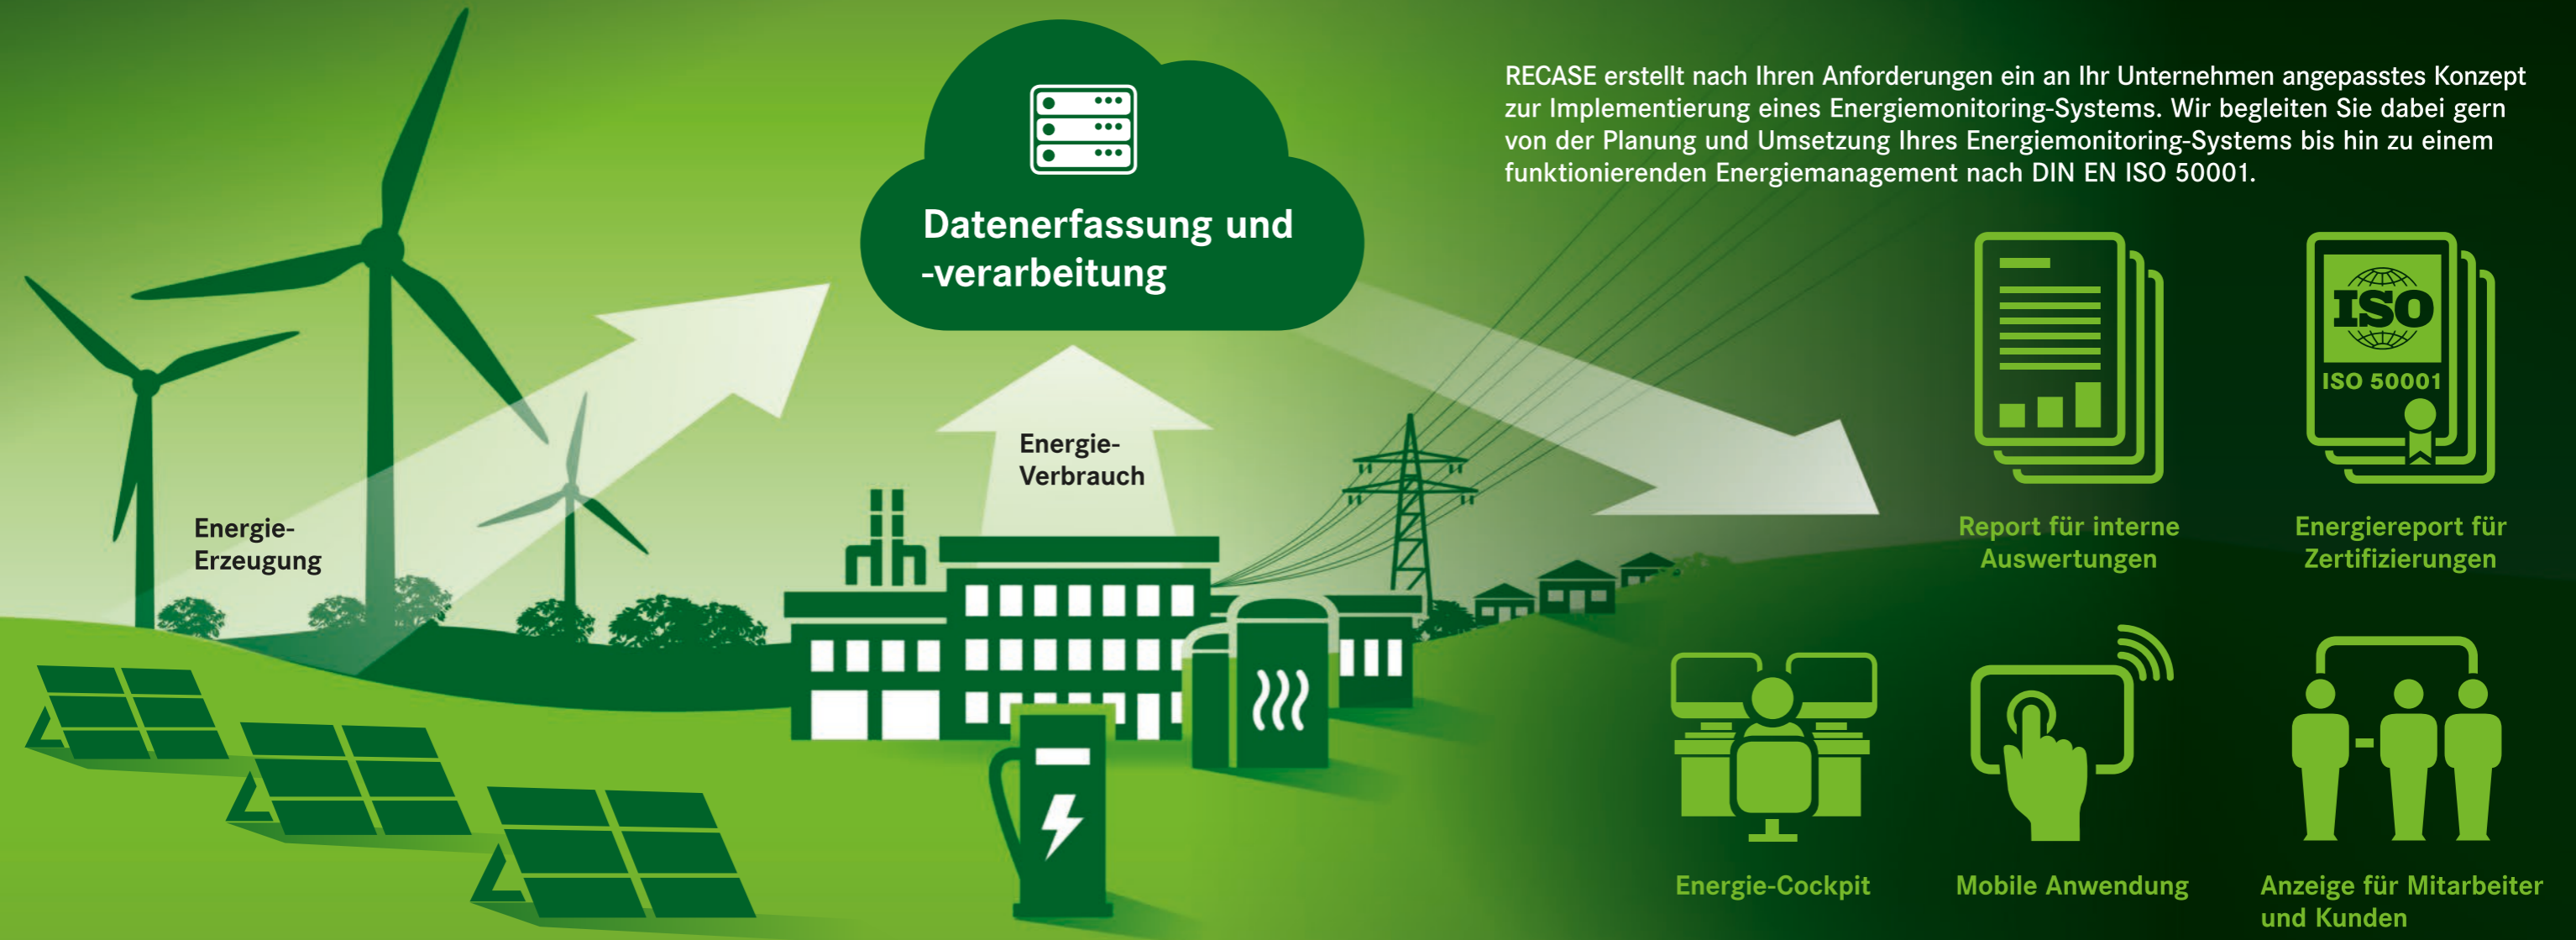 RECASE erstellt nach Ihren Anforderungen ein an Ihr Unternehmen angepasstes Konzept
zur Implementierung eines Energiemonitoring-Systems. Wir begleiten Sie dabei gern
von der Planung und Umsetzung Ihres Energiemonitoring-Systems bis hin zu einem
funktionierenden Energiemanagement nach DIN EN ISO 50001.
Datenerfassung und
-verarbeitung
Energie-
Erzeugung
Energie-
Verbrauch
ISO
ISO 50001
Report für interne
Auswertungen
Energiereport für
Zertifizierungen
Energie-Cockpit
Mobile Anwendung
Anzeige für Mitarbeiter
und Kunden